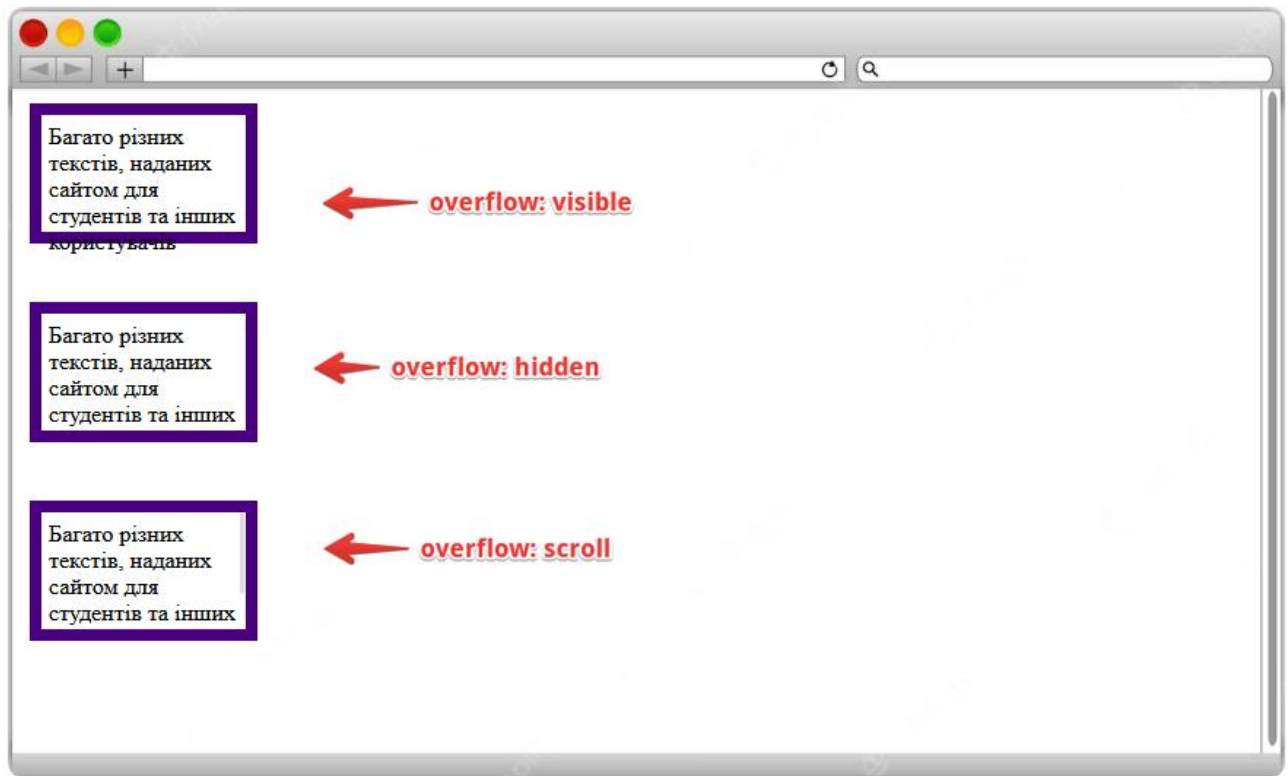 Багато різних
текстів, наданих
сайтом для
студентів та інших
користувачів
overflow: visible
Багато різних
текстів, наданих
сайтом для
студентів та інших
overflow: hidden
Багато різних
текстів, наданих
сайтом для
студентів та інших
overflow: scroll